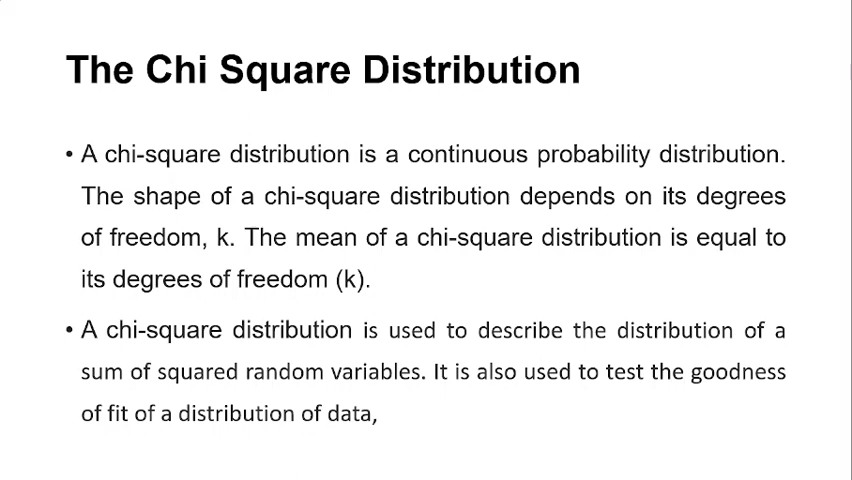 The Chi Square Distribution
• A chi-square distribution is a continuous probability distribution.
The shape of a chi-square distribution depends on its degrees
of freedom, k. The mean of a chi-square distribution is equal to
its degrees of freedom (k).
• A chi-square distribution is used to describe the distribution of a
sum of squared random variables. It is also used to test the goodness
of fit of a distribution of data,